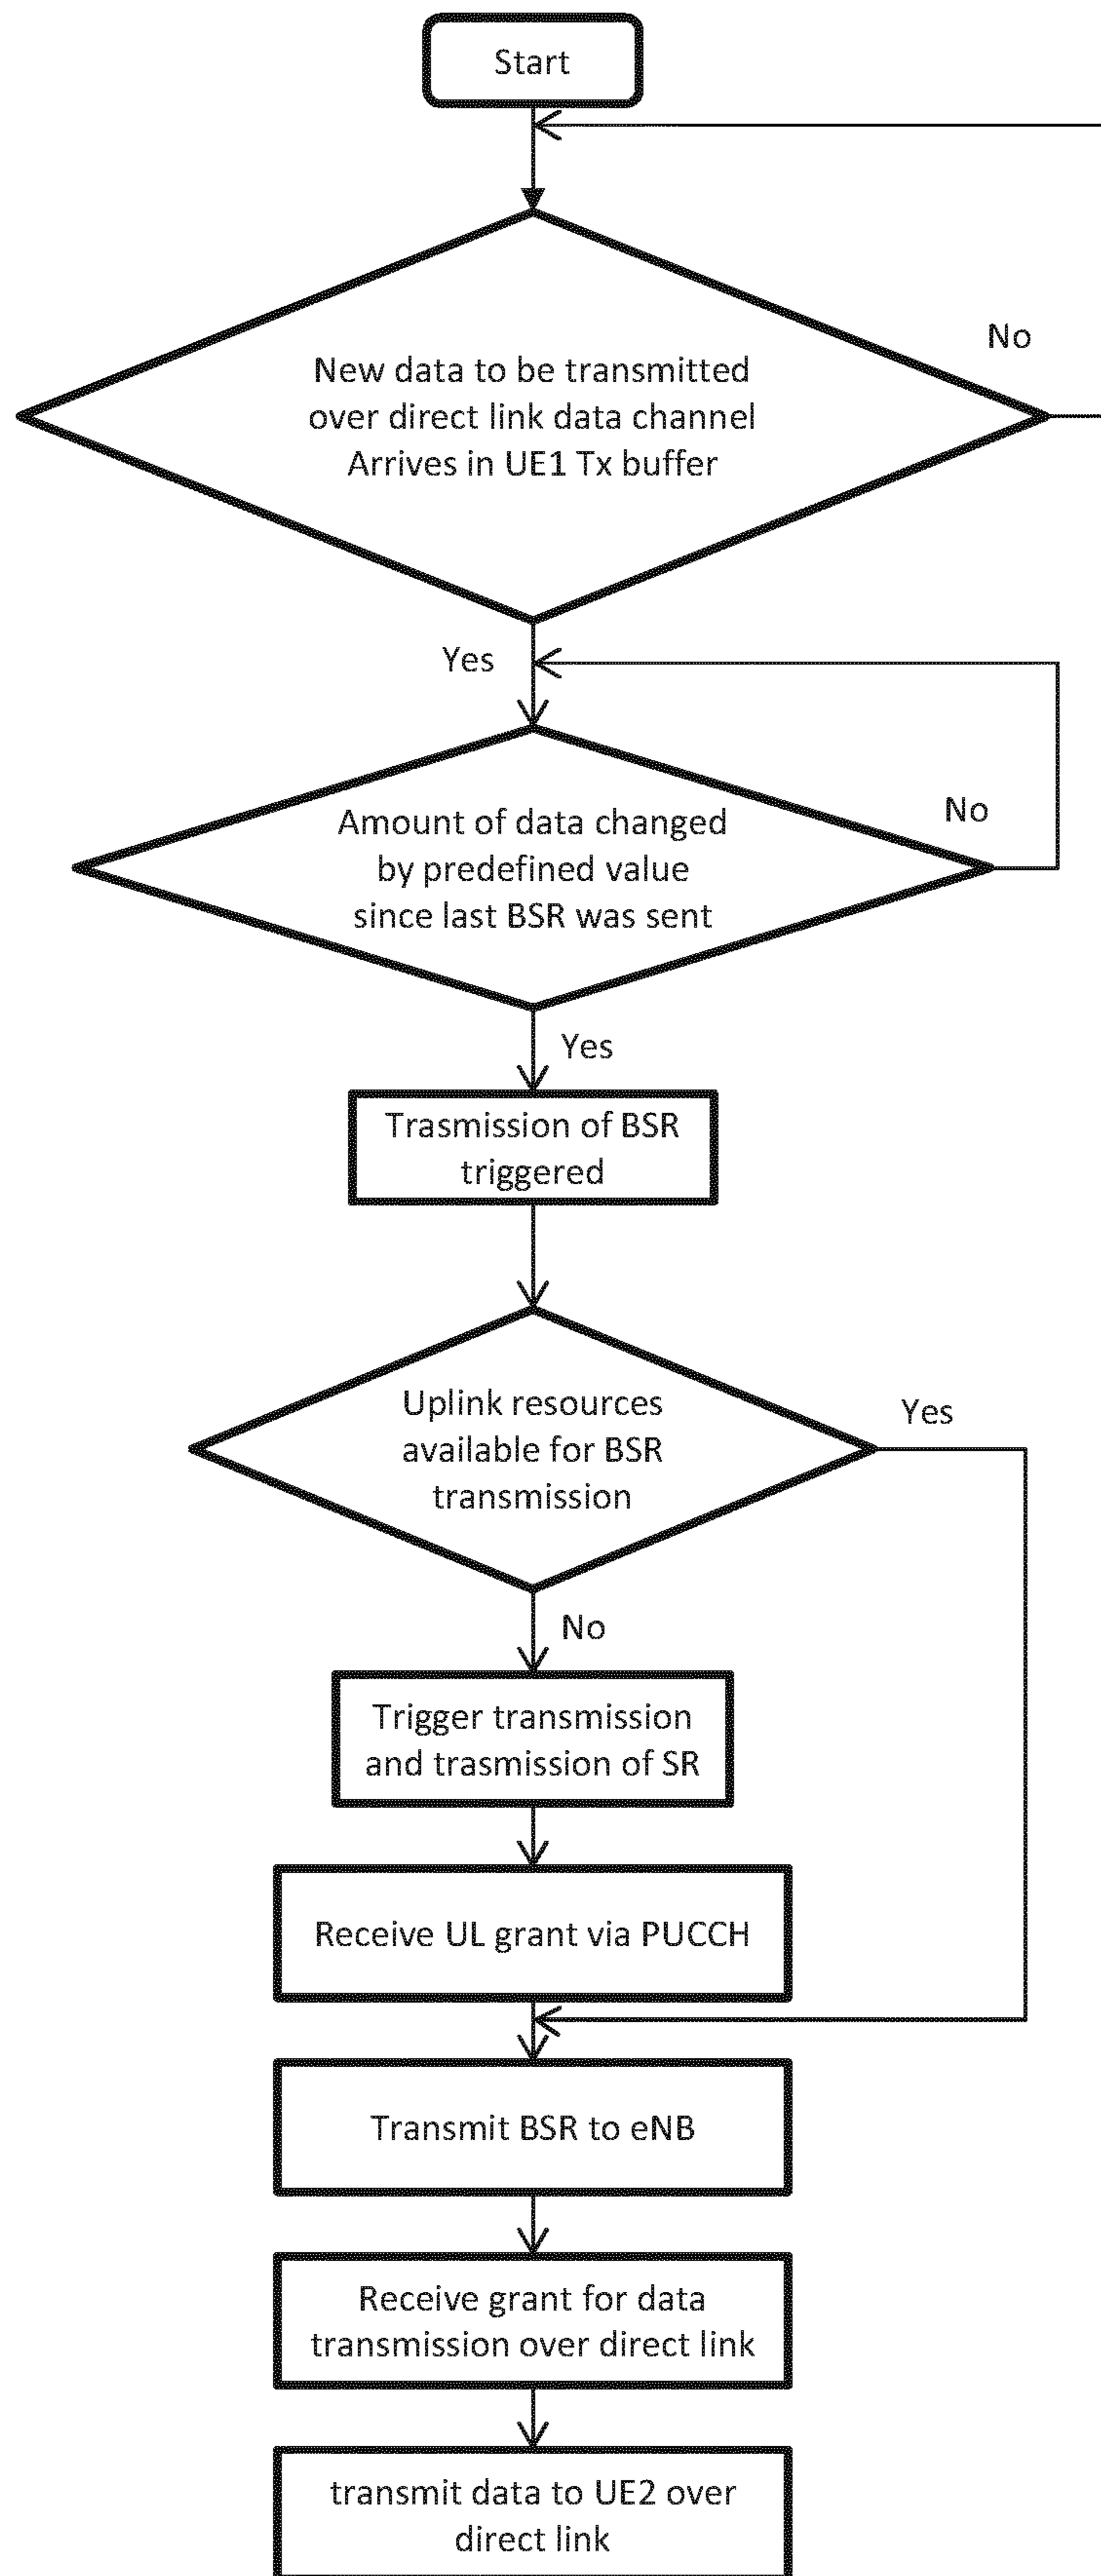 Start
No
New data to be transmitted
over direct link data channel
Arrives in UE1 Tx buffer
Yes
No
Amount of data changed
by predefined value
since last BSR was sent
Yes
Trasmission of BSR
triggered
Yes
Uplink resources
available for BSR
transmission
No
Trigger transmission
and trasmission of SR
Receive UL grant via PUCCH
Transmit BSR to eNB
Receive grant for data
transmission over direct link
transmit data to UE2 over
direct link